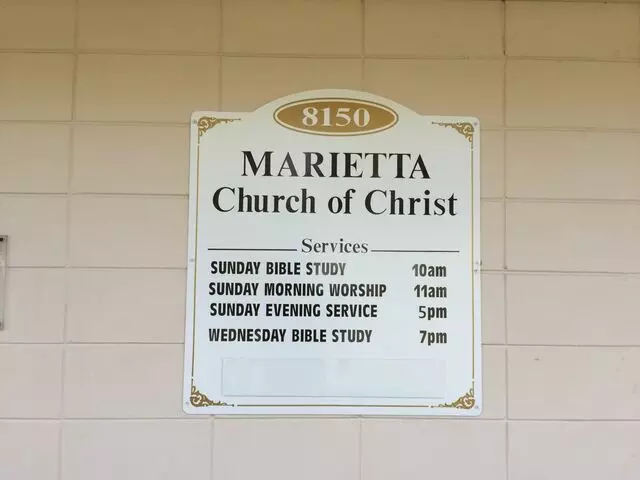 8150
MARIETTA
Church of Christ
Services
SUNDAY BIBLE STUDY 10am
SUNDAY MORNING WORSHIP 11am
SUNDAY EVENING SERVICE 5pm
WEDNESDAY BIBLE STUDY 7pm